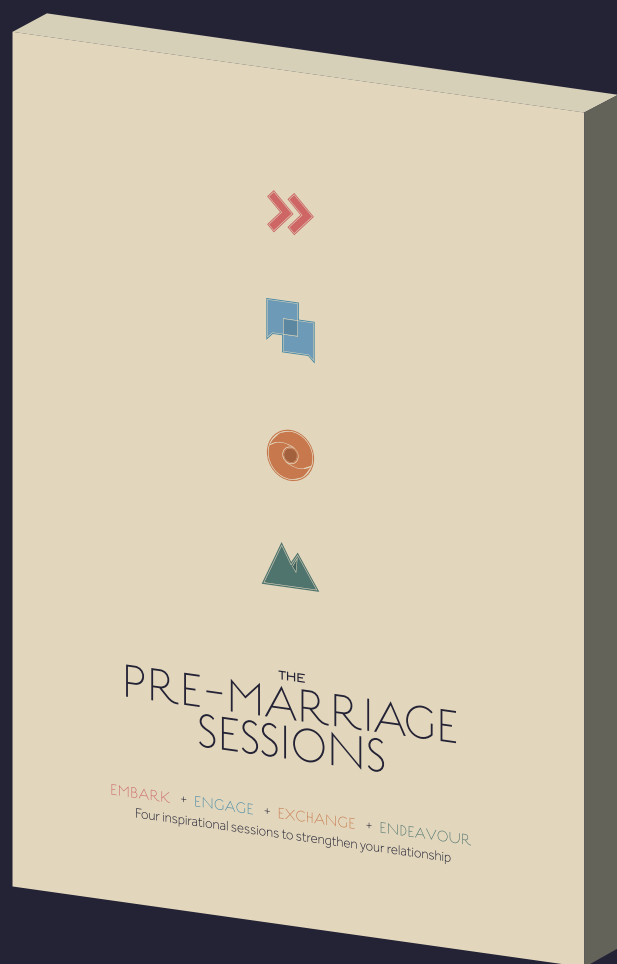 THE
PRE-MARRIAGE
SESSIONS
EMBARK + ENGAGE + EXCHANGE + ENDEAVOUR
Four inspirational sessions to strengthen your relationship